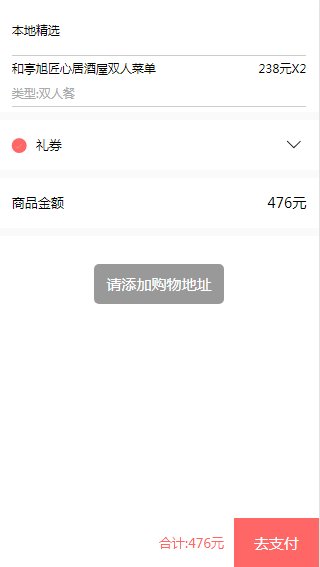 本地精选
和亭旭匠心居酒屋双人菜单 238元X2
类型:双人餐
礼券
商品金额 476元
请添加购物地址
合计:476元 去支付